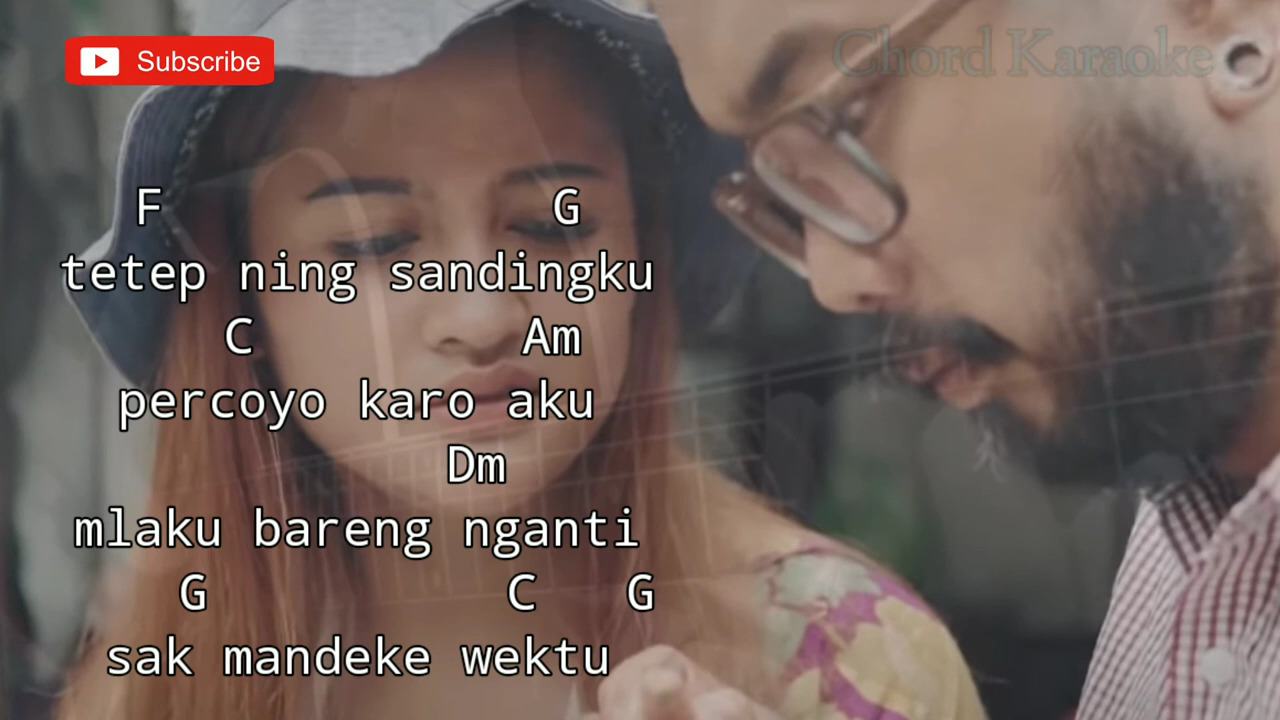 Subscribe
Chord Karaoke
F G
tetep ning sandingku
C Am
percoyo karo aku
Dm
mlaku bareng nganti
G C G
sak mandeke wektu